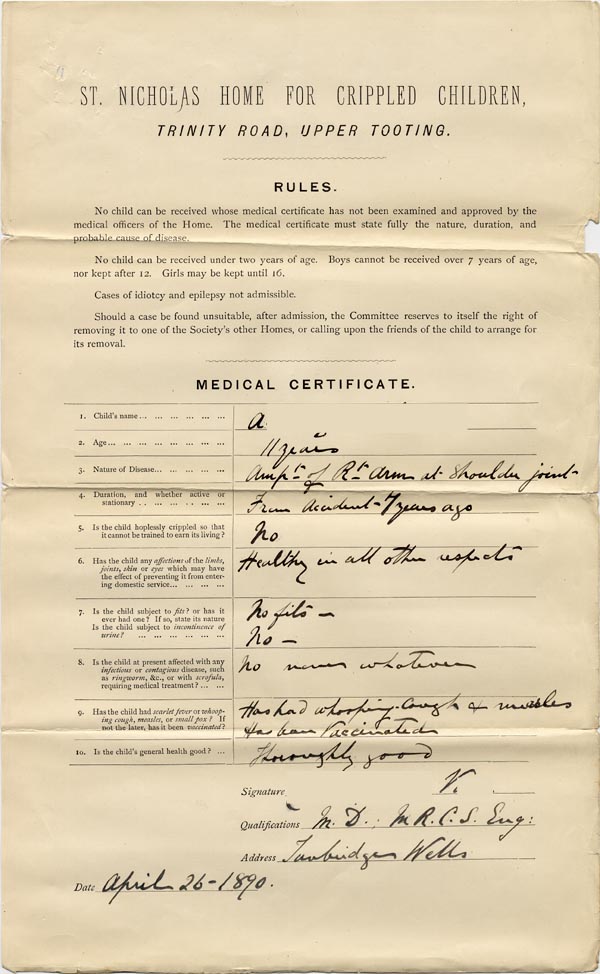 ST. NICHOLAS HOME FOR CRIPPLED CHILDREN,
TRINITY ROAD, UPPER TOOTING.
RULES.
No child can be received whose medical certificate has not been examined and approved by the
medical officers of the Home. The medical certificate must state fully the nature, duration, and
probable cause of disease.
No child can be received under two years of age. Boys cannot be received over 7 years of age,
nor kept after 12. Girls may be kept until 16.
Cases of idiotcy and epilepsy not admissible.
Should a case be found unsuitable, after admission, the Committee reserves to itself the right of
removing it to one of the Society's other Homes, or calling upon the friends of the child to arrange for
its removal.
MEDICAL CERTIFICATE.
1. Child's name... ... ... ... ... ... A
2. Age... ... ... ... ... ... ... 11 years
3. Nature of Disease... ... ... ... ... Ampt. of Rt. Arm at Shoulder joint
4. Duration, and whether active or
stationary ... ... ... ... ... ... From accident - 7 years ago
5. Is the child hoplessly crippled so that
it cannot be trained to earn its living? No
6. Has the child any affections of the limbs,
joints, skin or eyes which may have
the effect of preventing it from enter-
ing domestic service... ... ... ... Healthy in all other respects
7. Is the child subject to fits? or has it
ever had one? If so, state its nature No fits -
Is the child subject to incontinence of
urine? ... ... ... ... ... ... No -
8. Is the child at present affected with any
infectious or contagious disease, such
as ringworm, &c., or with scrofula,
requiring medical treatment? ... ... No whatever
9. Has the child had scarlet fever or whoop-
ing cough, measles, or small pox? If
not the later, has it been vaccinated? Has had whooping-cough & measles
Has been Vaccinated
10. Is the child's general health good? ... Thoroughly good
Signature V.
Qualifications M.D.; M.R.C.S. Eng:
Address Tunbridge Wells
Date April 26-1890.